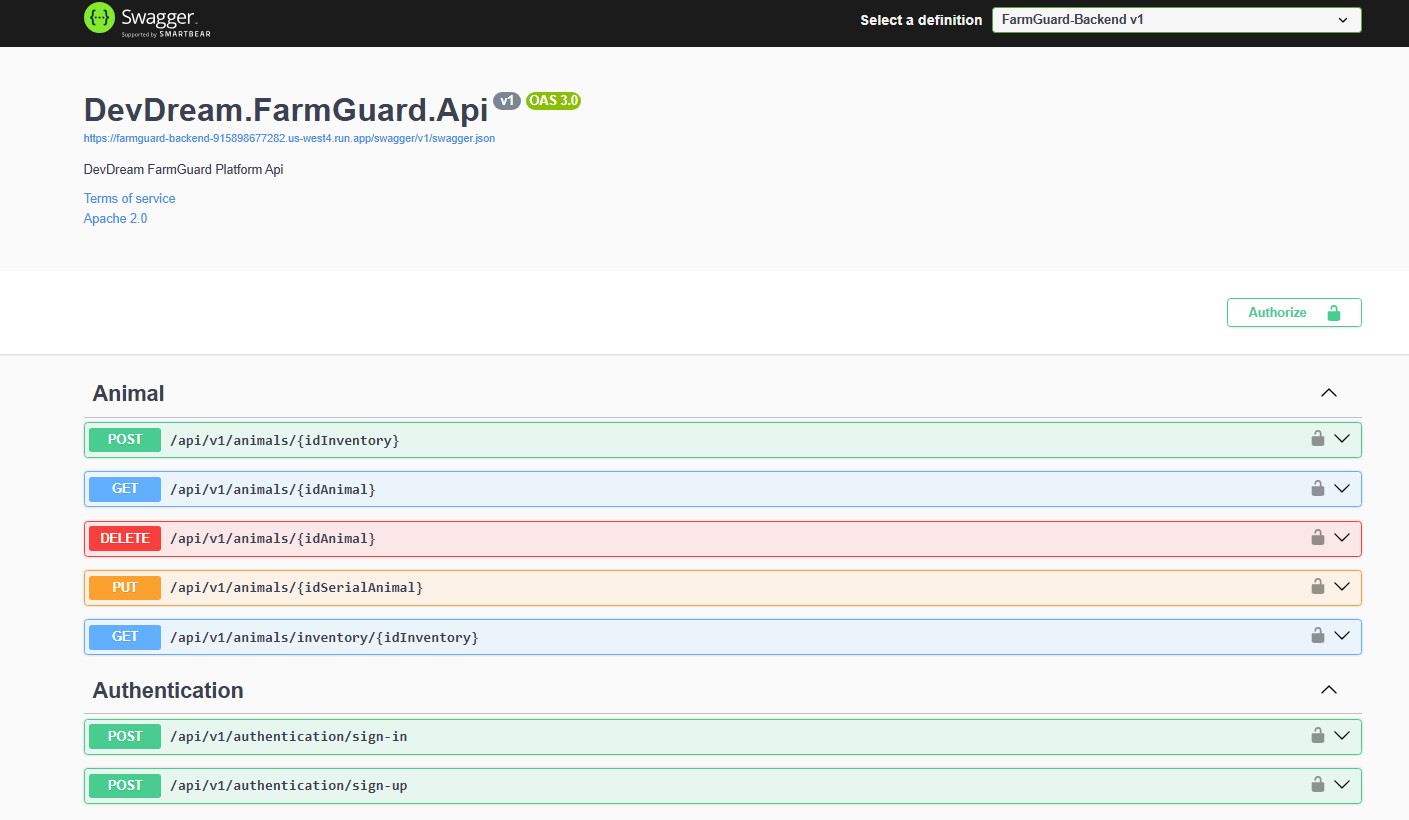 Swagger.
Supported by SMARTBEAR
Select a definition
FarmGuard-Backend v1
DevDream.FarmGuard.Api v1 OAS 3.0
https://farmguard-backend-915898677282.us-west4.run.app/swagger/v1/swagger.json
DevDream FarmGuard Platform Api
Terms of service
Apache 2.0
Authorize
Animal
POST /api/v1/animals/{idInventory}
GET /api/v1/animals/{idAnimal}
DELETE /api/v1/animals/{idAnimal}
PUT /api/v1/animals/{idSerialAnimal}
GET /api/v1/animals/inventory/{idInventory}
Authentication
POST /api/v1/authentication/sign-in
POST /api/v1/authentication/sign-up